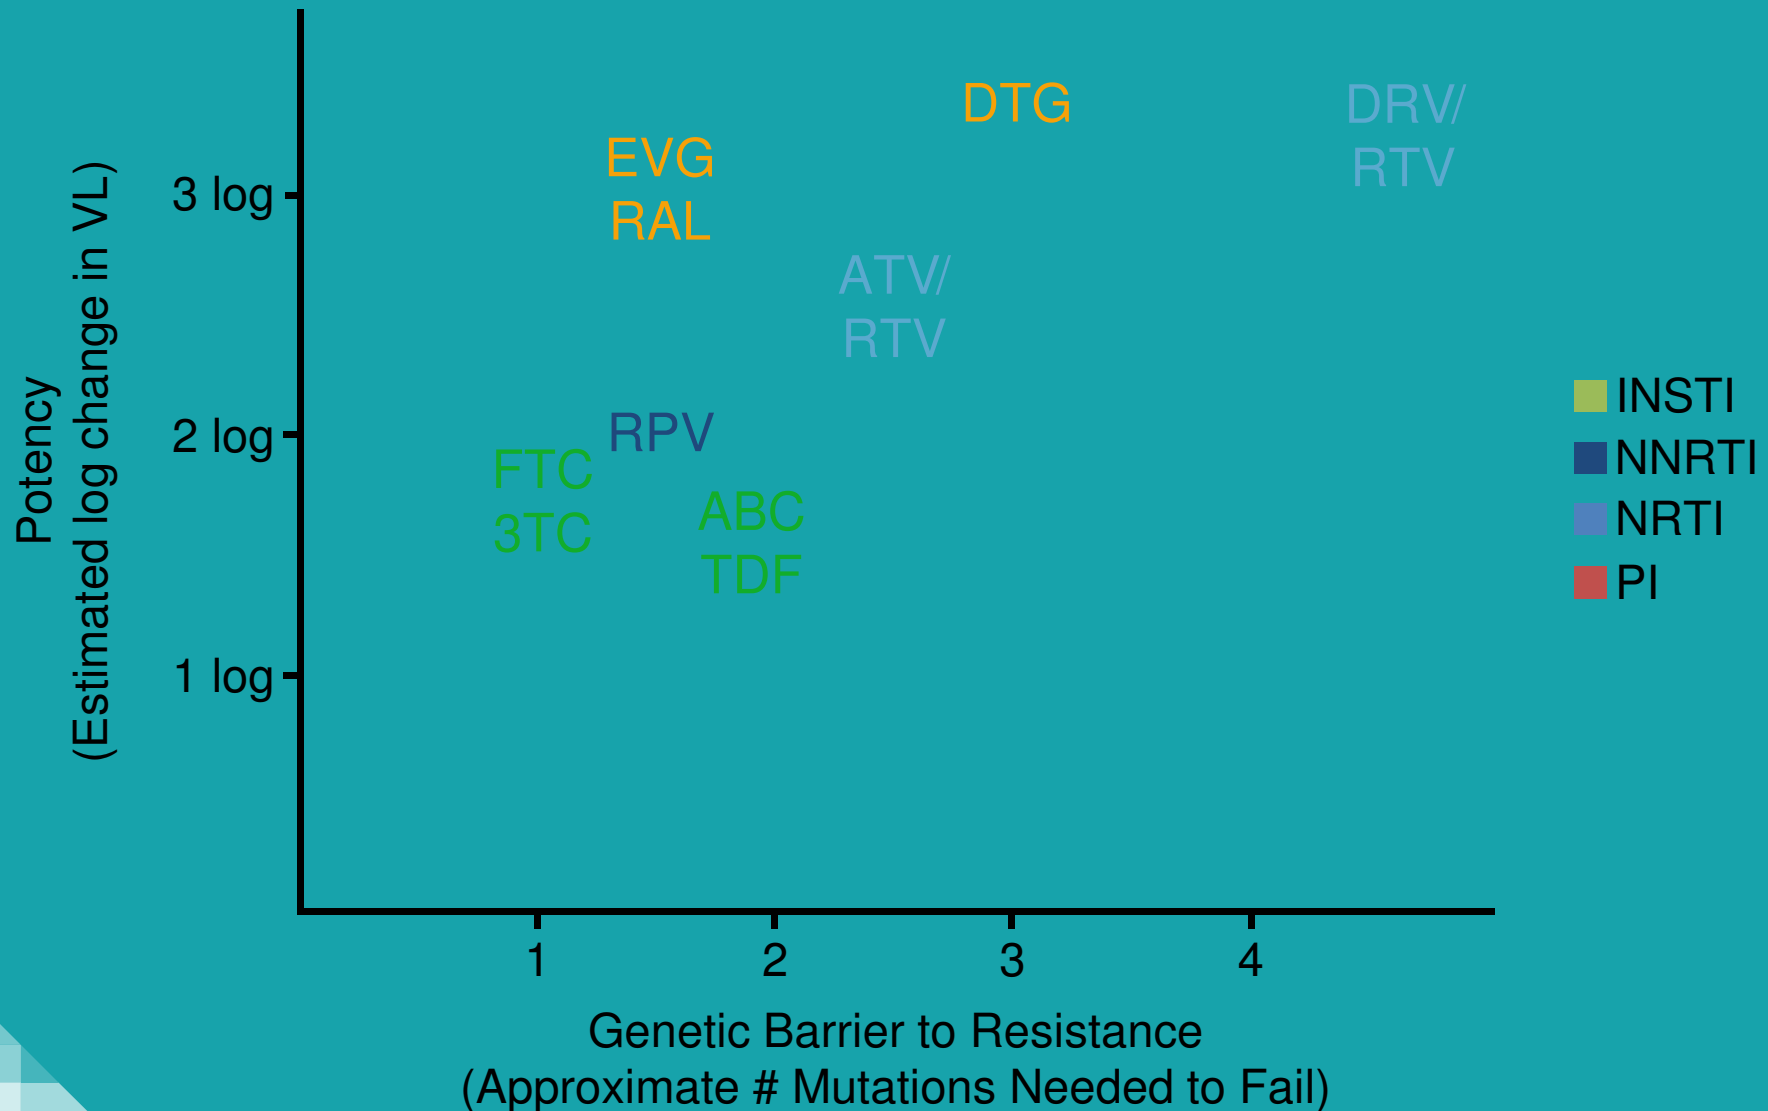 Potency
(Estimated log change in VL)
3 log
2 log
1 log
DTG
DRV/
RTV
EVG
RAL
ATV/
RTV
RPV
FTC
3TC
ABC
TDF
INSTI
NNRTI
NRTI
PI
1
2
3
4
Genetic Barrier to Resistance
(Approximate # Mutations Needed to Fail)